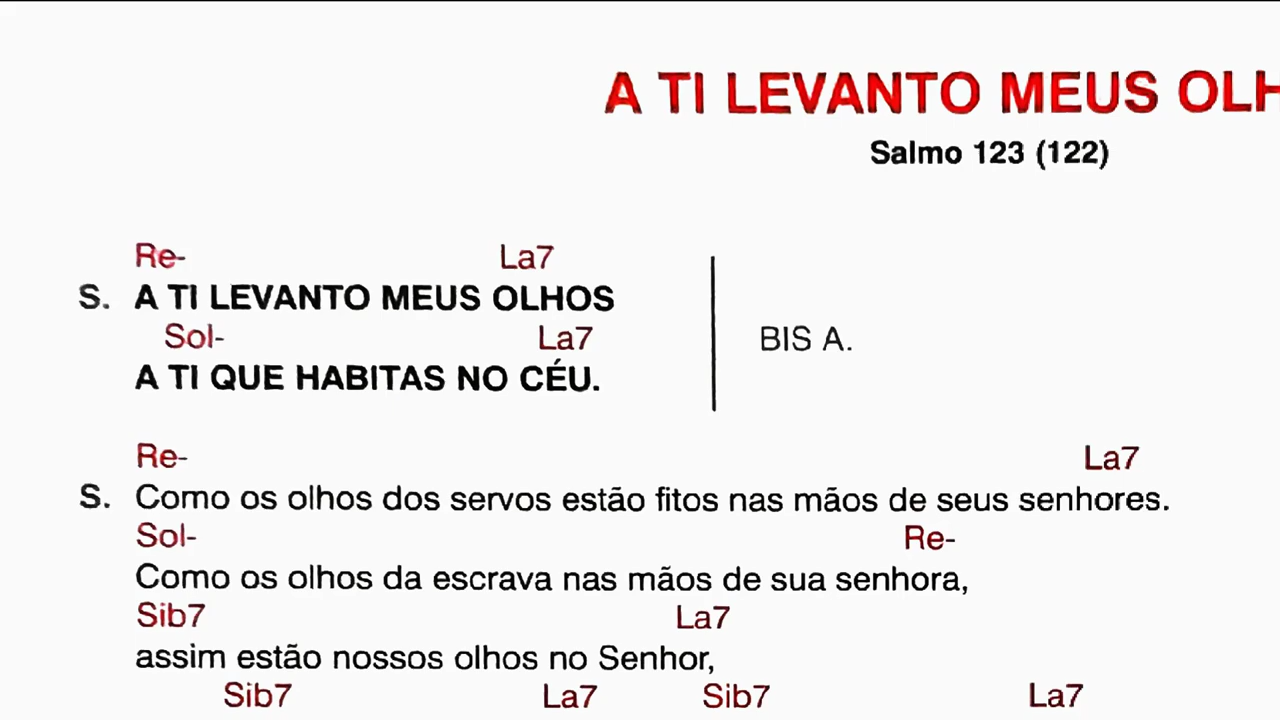 A TI LEVANTO MEUS OLH
Salmo 123 (122)
Re- La7
S. A TI LEVANTO MEUS OLHOS
Sol- La7
BIS A.
A TI QUE HABITAS NO CÉU.
Re- La7
S. Como os olhos dos servos estão fitos nas mãos de seus senhores.
Sol- Re-
Como os olhos da escrava nas mãos de sua senhora,
Sib7 La7
assim estão nossos olhos no Senhor,
Sib7 La7 Sib7 La7